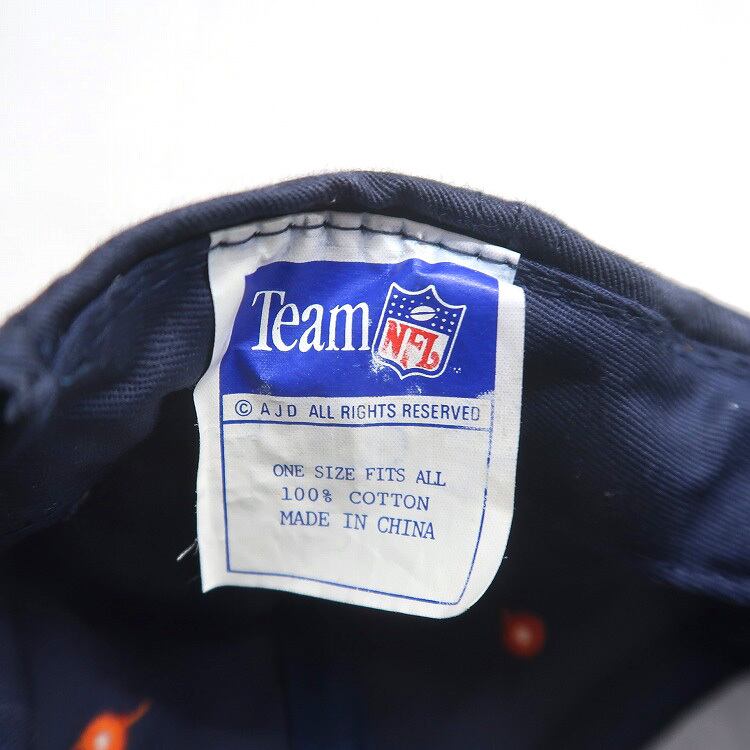 Team NFL
© AJD ALL RIGHTS RESERVED
ONE SIZE FITS ALL
100% COTTON
MADE IN CHINA